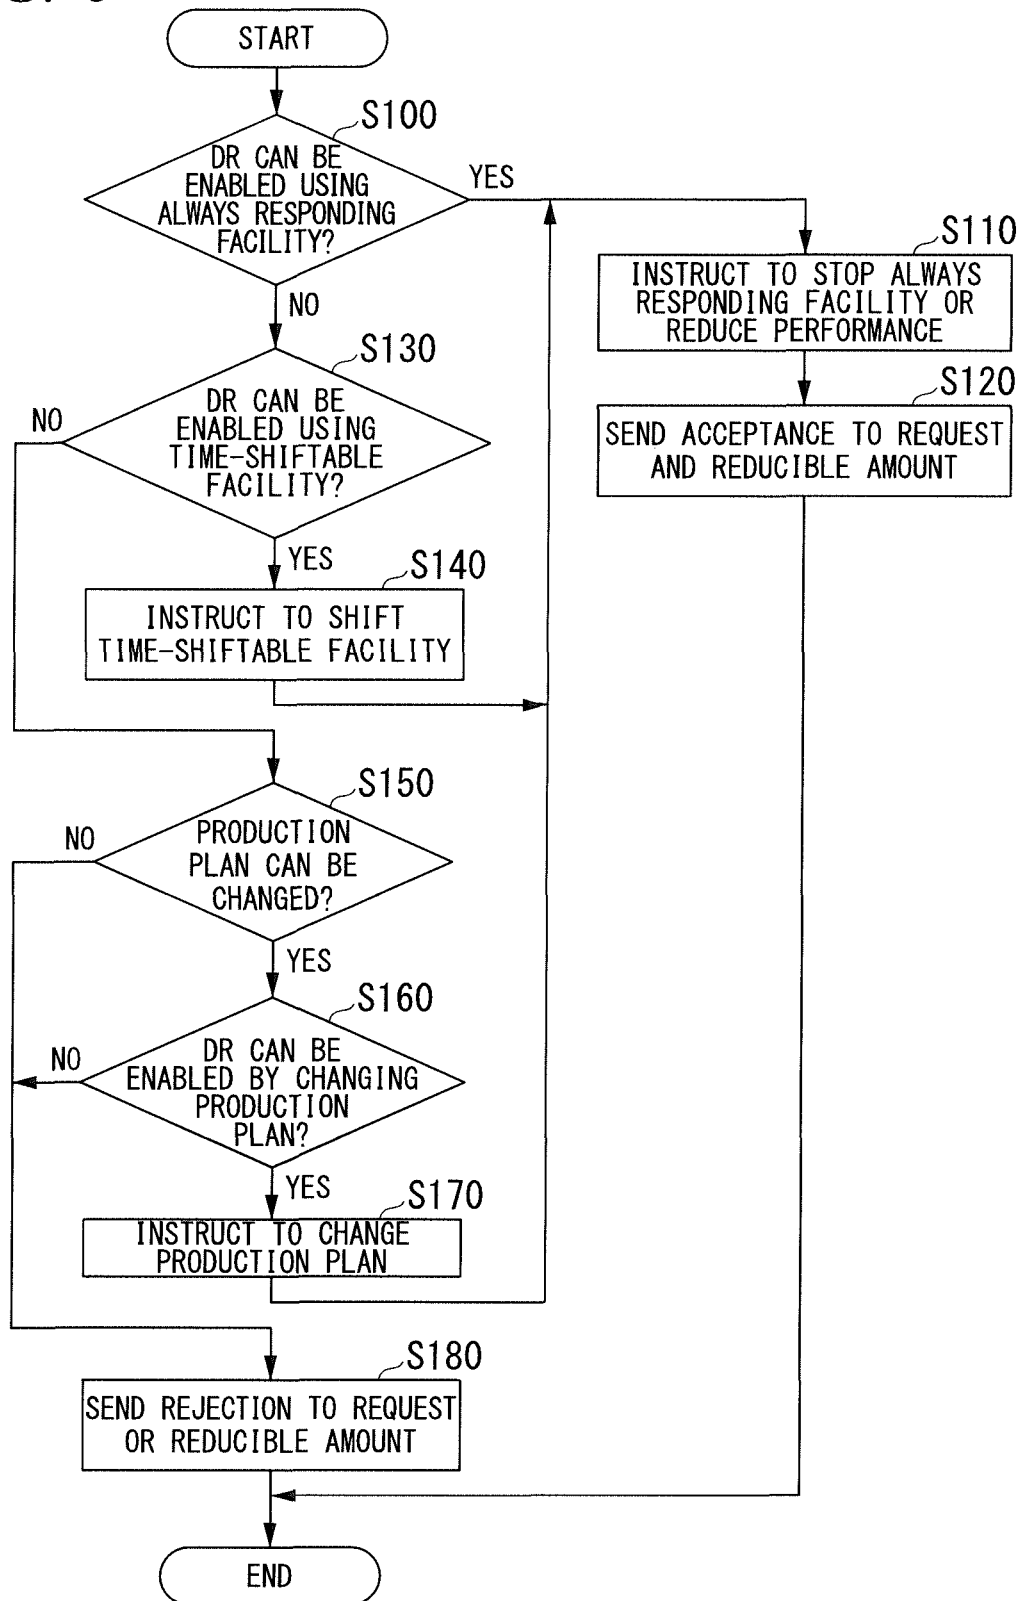 START
S100
DR CAN BE
ENABLED USING
ALWAYS RESPONDING
FACILITY?
YES
NO
S110
INSTRUCT TO STOP ALWAYS
RESPONDING FACILITY OR
REDUCE PERFORMANCE
S120
SEND ACCEPTANCE TO REQUEST
AND REDUCIBLE AMOUNT
S130
DR CAN BE
ENABLED USING
TIME-SHIFTABLE
FACILITY?
NO
YES
S140
INSTRUCT TO SHIFT
TIME-SHIFTABLE FACILITY
S150
PRODUCTION
PLAN CAN BE
CHANGED?
NO
YES
S160
DR CAN BE
ENABLED BY CHANGING
PRODUCTION
PLAN?
NO
YES
S170
INSTRUCT TO CHANGE
PRODUCTION PLAN
S180
SEND REJECTION TO REQUEST
OR REDUCIBLE AMOUNT
END